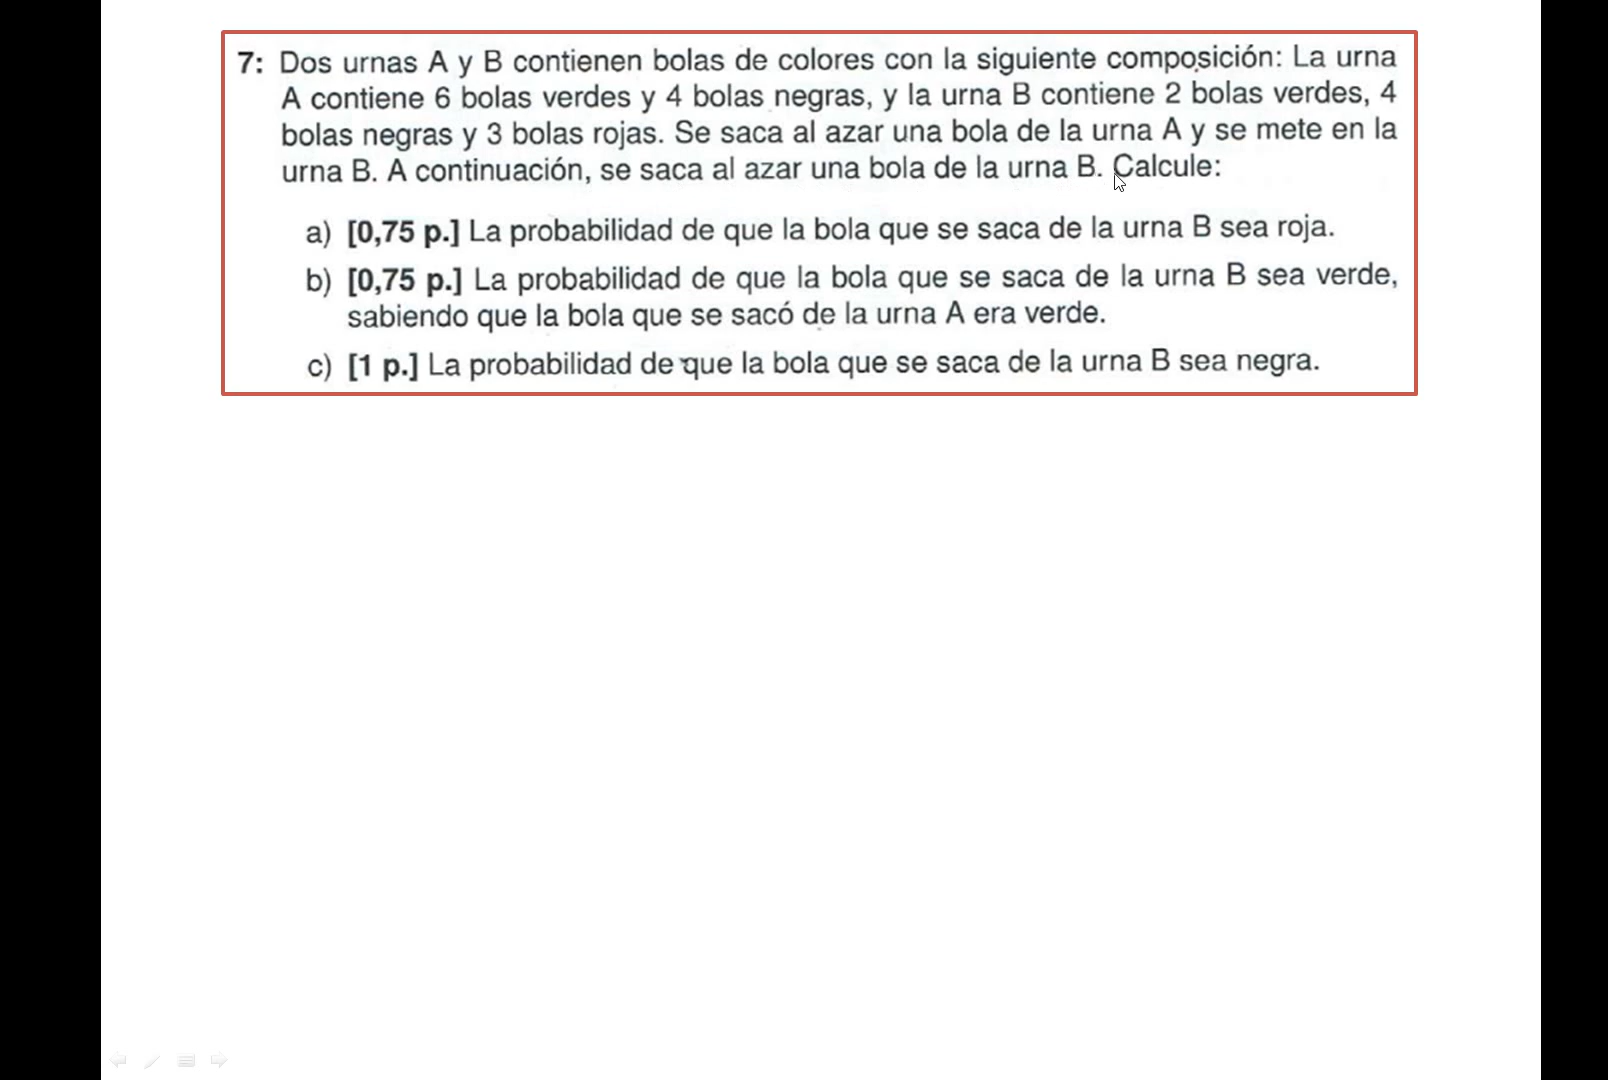 7: Dos urnas A y B contienen bolas de colores con la siguiente composición: La urna
A contiene 6 bolas verdes y 4 bolas negras, y la urna B contiene 2 bolas verdes, 4
bolas negras y 3 bolas rojas. Se saca al azar una bola de la urna A y se mete en la
urna B. A continuación, se saca al azar una bola de la urna B. Calcule:
a) [0,75 p.] La probabilidad de que la bola que se saca de la urna B sea roja.
b) [0,75 p.] La probabilidad de que la bola que se saca de la urna B sea verde,
sabiendo que la bola que se sacó de la urna A era verde.
c) [1 p.] La probabilidad de que la bola que se saca de la urna B sea negra.